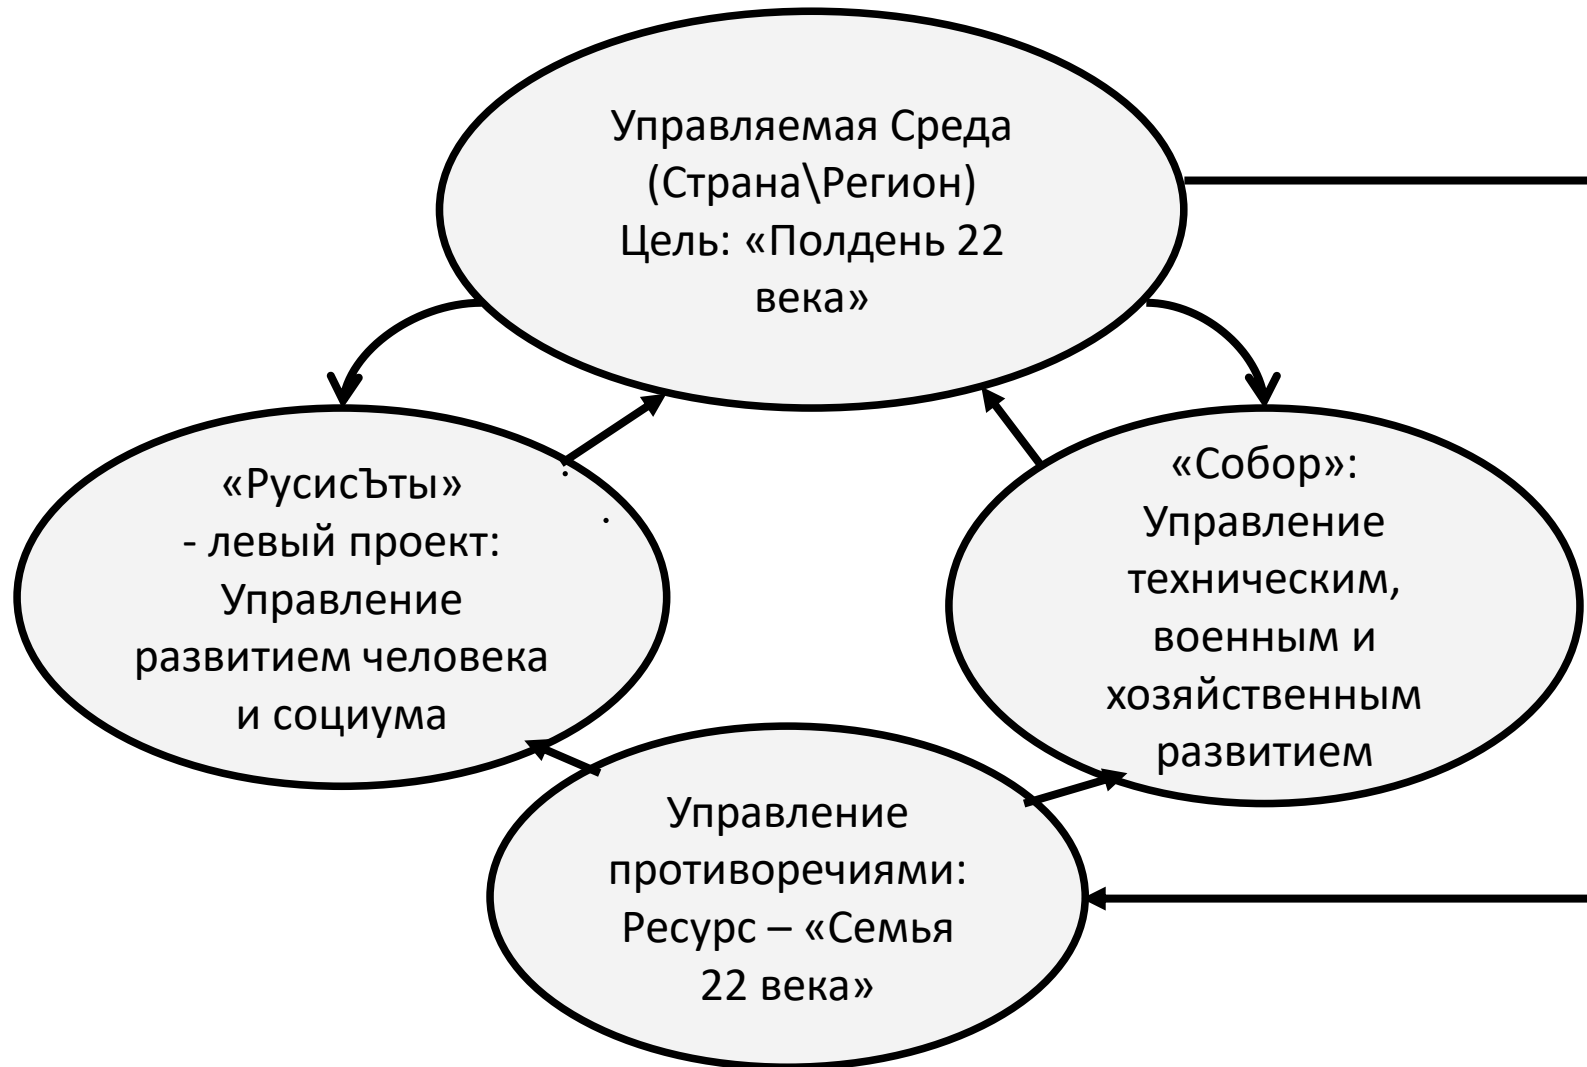 Управляемая Среда
(Страна\Регион)
Цель: «Полдень 22
века»
«РусисЪты»
- левый проект:
Управление
развитием человека
и социума
«Собор»:
Управление
техническим,
военным и
хозяйственным
развитием
Управление
противоречиями:
Ресурс – «Семья
22 века»